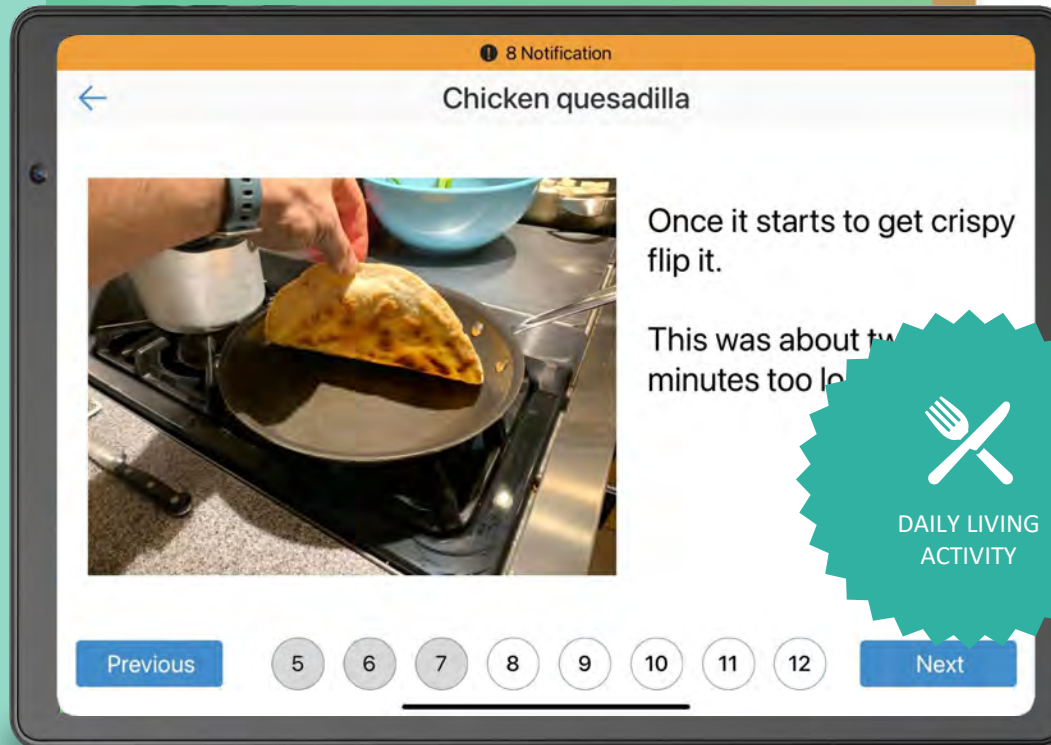 8 Notification
Chicken quesadilla
Once it starts to get crispy
flip it.
This was about
minutes too
DAILY LIVING
ACTIVITY
Previous
5 6 7 8 9 10 11 12
Next